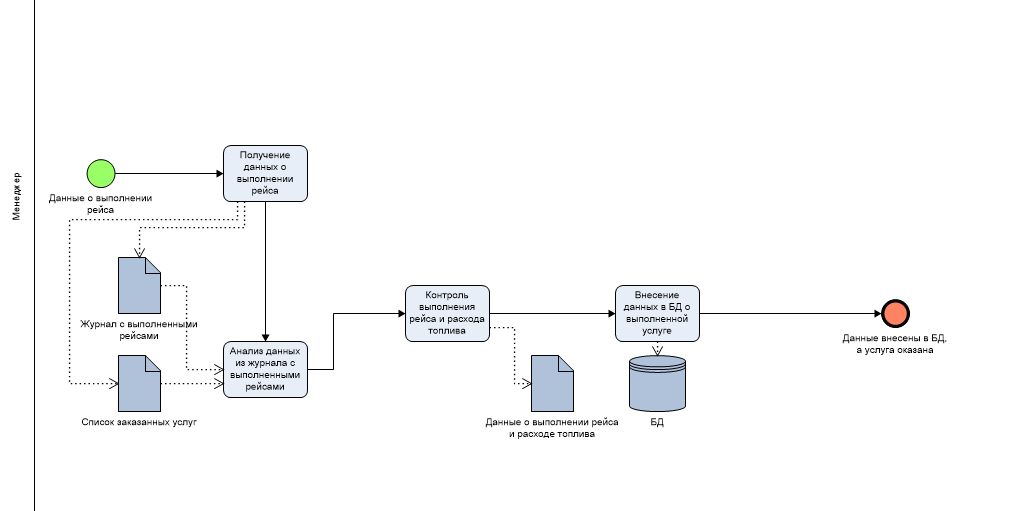 Менеджер
Получение
данных о
выполнении
рейса
Данные о выполнении
рейса
Журнал с выполненными
рейсами
Анализ данных
из журнала с
выполненными
рейсами
Список заказанных услуг
Контроль
выполнения
рейса и расхода
топлива
Данные о выполнении рейса
и расходе топлива
Внесение
данных в БД о
выполненной
услуге
БД
Данные внесены в БД,
а услуга оказана